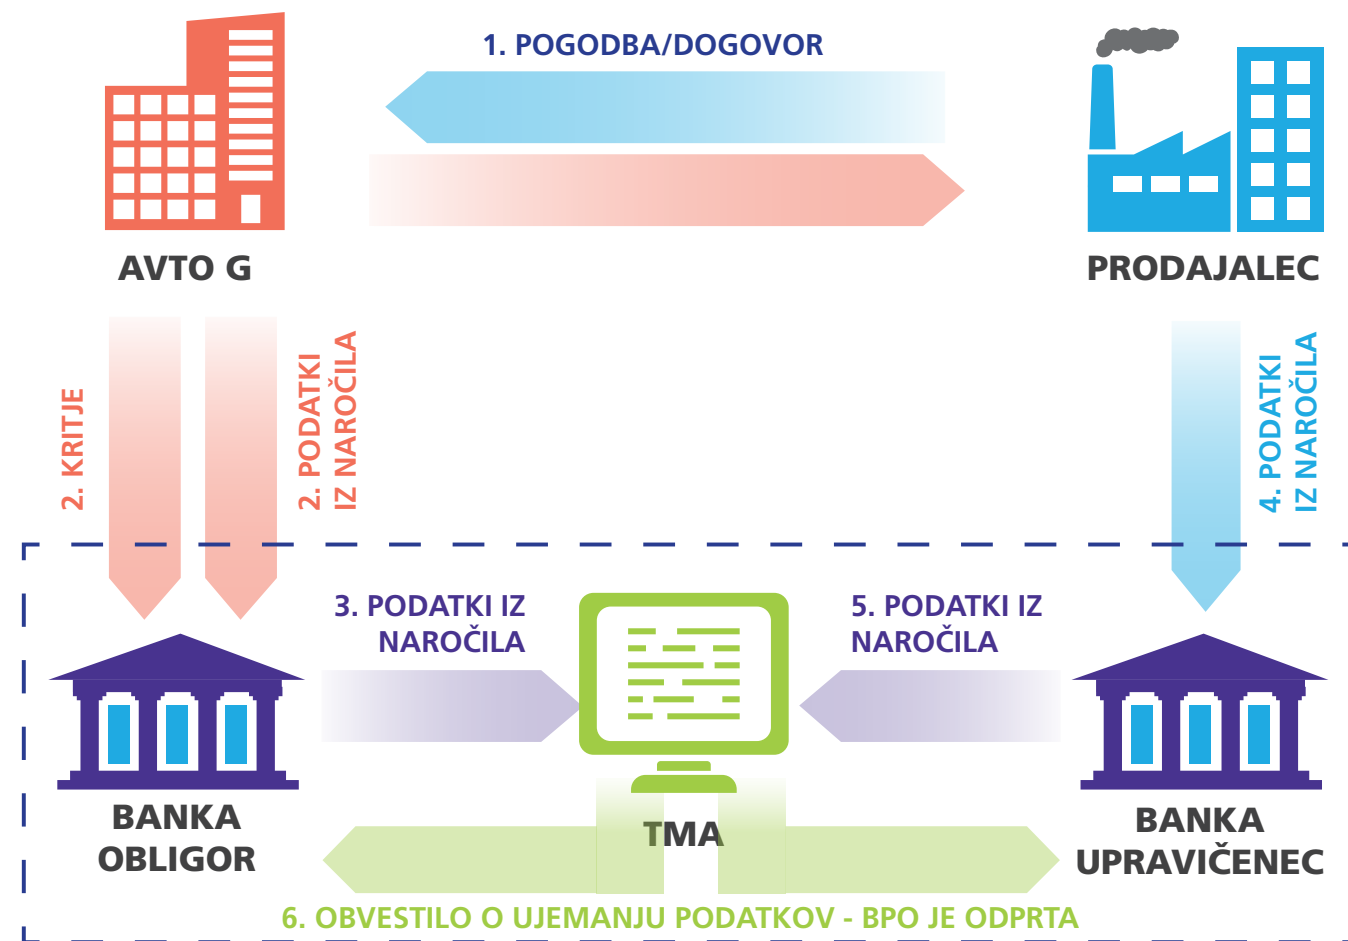 1. POGODBA/DOGOVOR
AVTO G
PRODAJALEC
2. KRITJE
2. PODATKI
IZ NAROČILA
4. PODATKI
IZ NAROČILA
3. PODATKI IZ
NAROČILA
5. PODATKI IZ
NAROČILA
BANKA
OBLIGOR
TMA
BANKA
UPRAVIČENEC
6. OBVESTILO O UJEMANJU PODATKOV - BPO JE ODPRTA